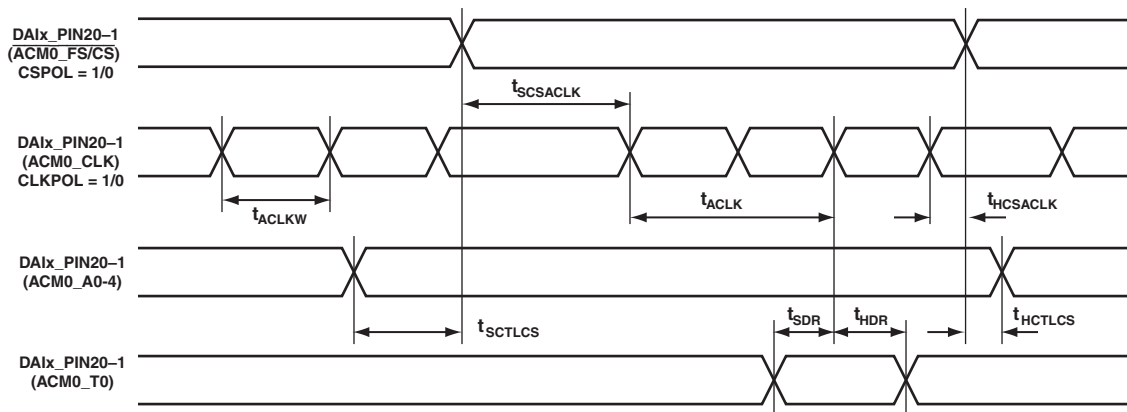 DAIx_PIN20–1
(ACM0_FS/CS)
CSPOL = 1/0
tSCSACLK
DAIx_PIN20–1
(ACM0_CLK)
CLKPOL = 1/0
tACLKW
tACLK
tHCSACLK
DAIx_PIN20–1
(ACM0_A0-4)
tSCTLCS
tSDR
tHDR
tHCTLCS
DAIx_PIN20–1
(ACM0_T0)